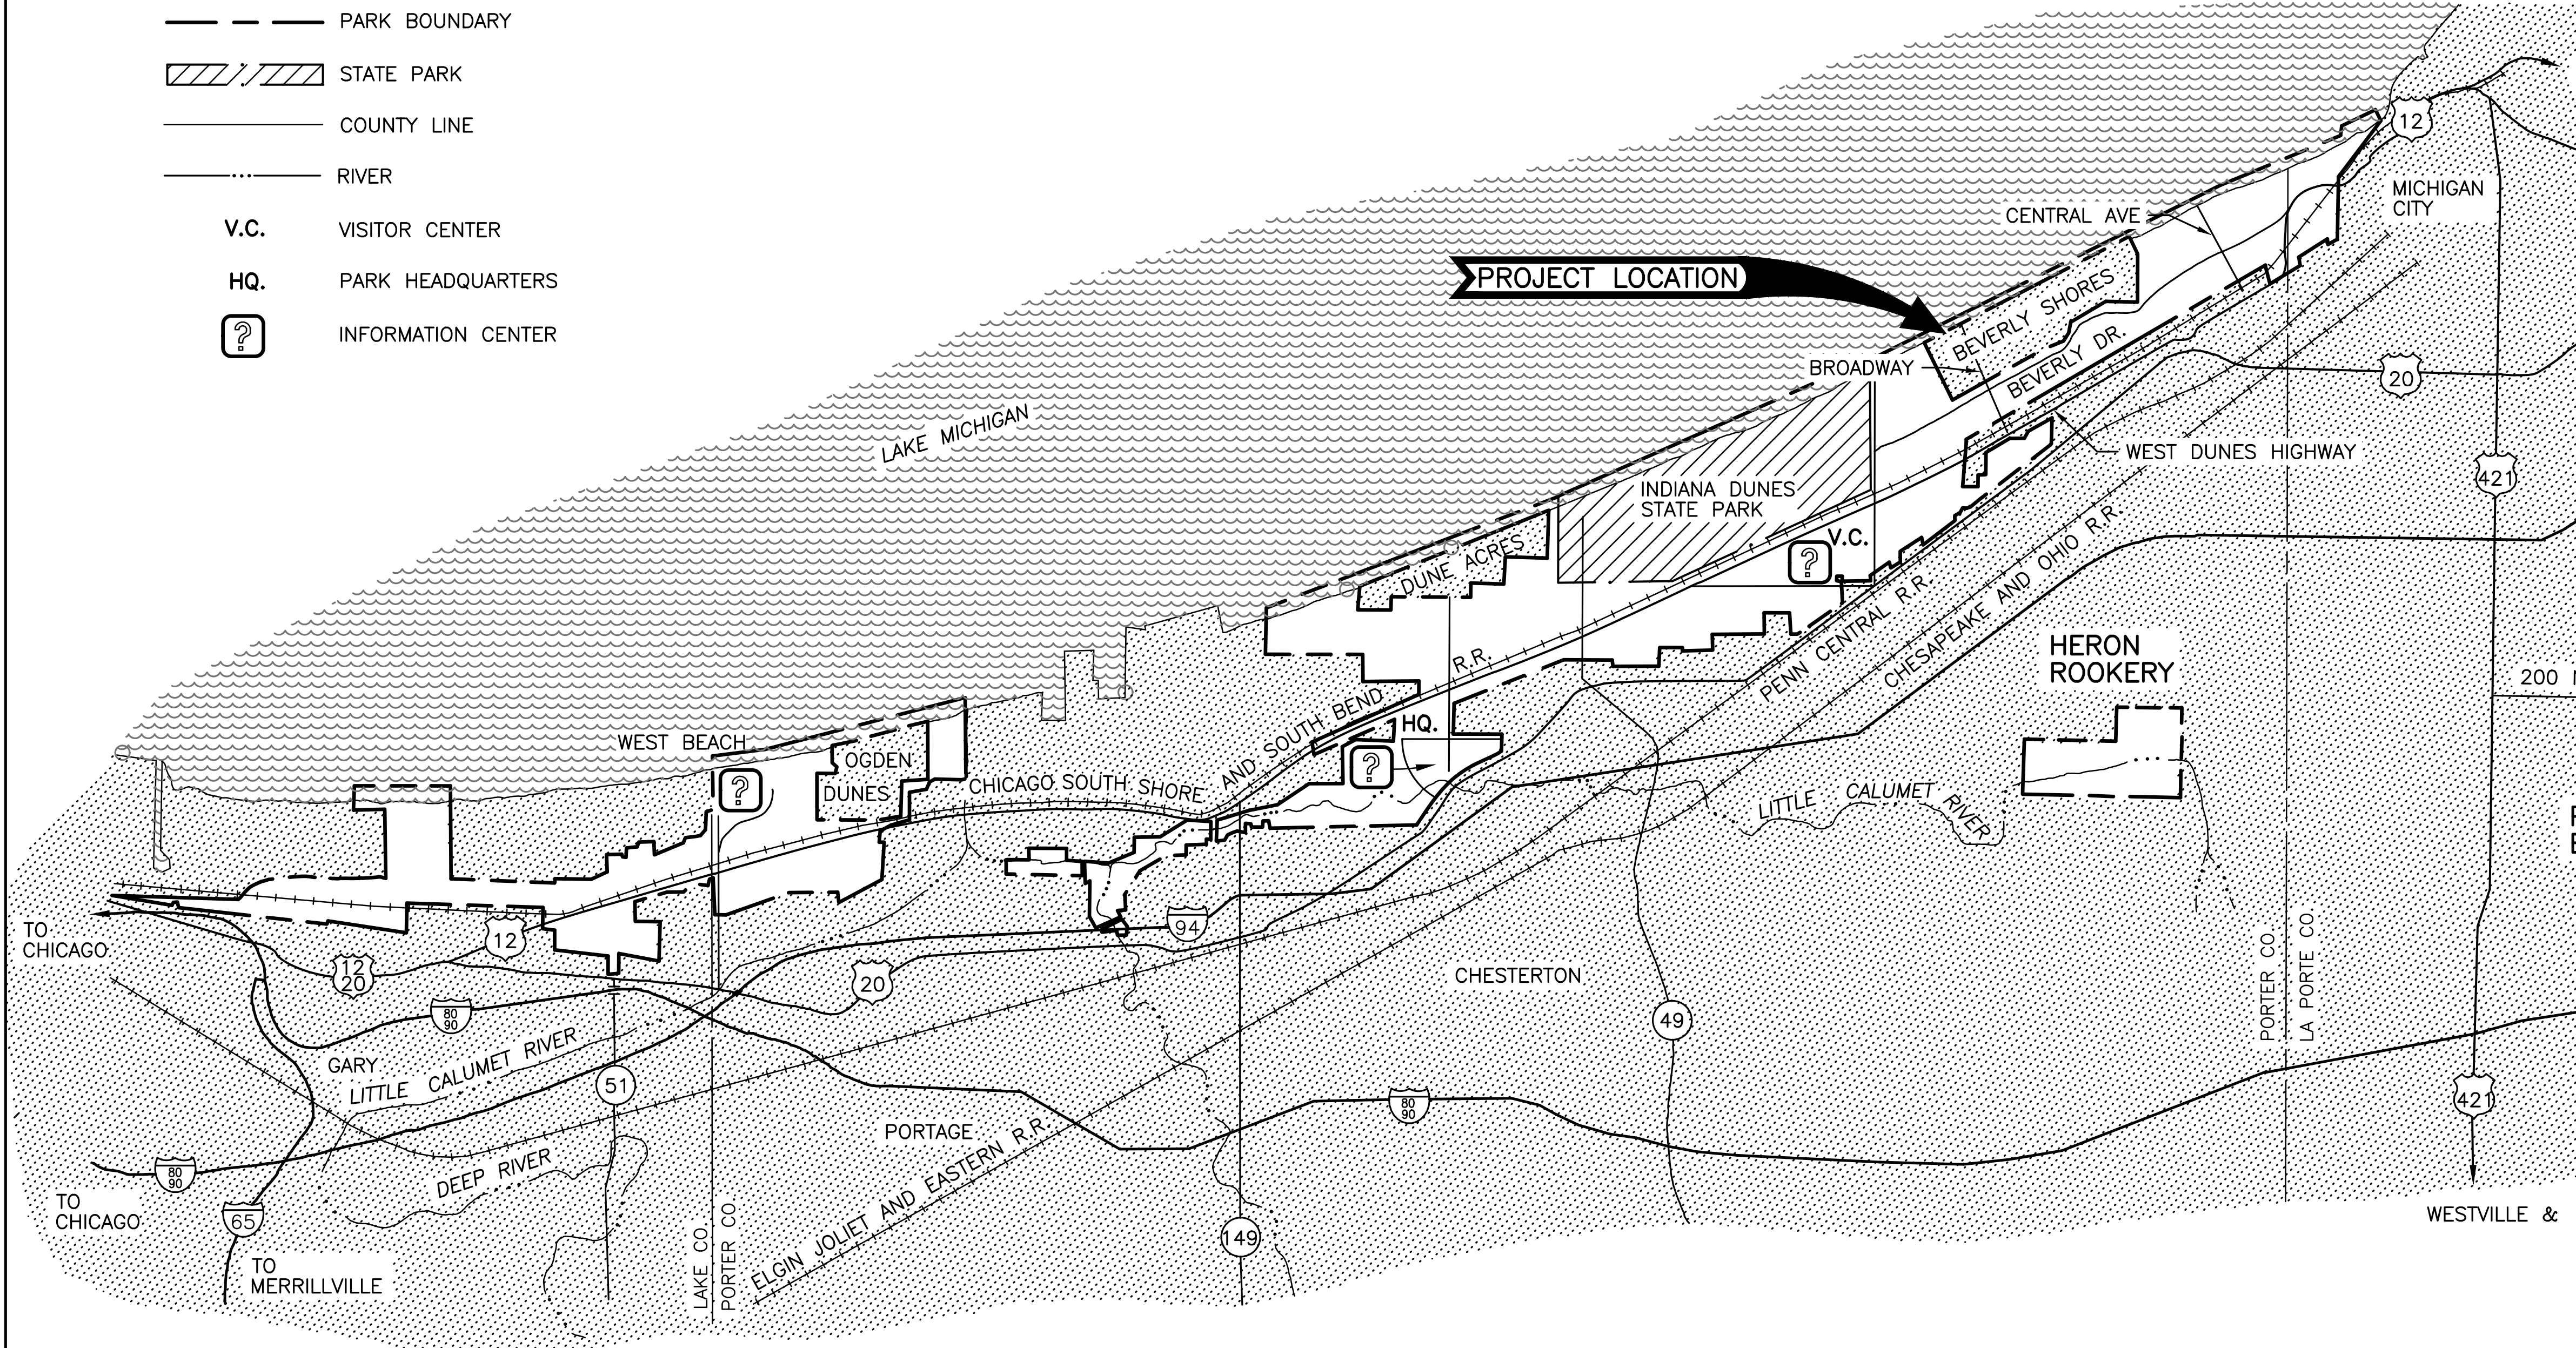 PARK BOUNDARY
STATE PARK
COUNTY LINE
RIVER
V.C. VISITOR CENTER
HQ. PARK HEADQUARTERS
? INFORMATION CENTER
12
MICHIGAN
CITY
CENTRAL AVE
PROJECT LOCATION
BEVERLY SHORES
BROADWAY
BEVERLY DR.
20
LAKE MICHIGAN
WEST DUNES HIGHWAY
421
INDIANA DUNES
STATE PARK
V.C.
?
DUNE ACRES
PENN CENTRAL R.R.
CHESAPEAKE AND OHIO R.R.
HERON
ROOKERY
200
CHICAGO SOUTH SHORE AND SOUTH BEND R.R.
HQ.
?
WEST BEACH
?
OGDEN
DUNES
LITTLE CALUMET RIVER
TO
CHICAGO
12
12
20
94
20
CHESTERTON
80
90
49
PORTER CO.
LA PORTE CO
GARY
LITTLE CALUMET RIVER
51
421
80
90
PORTAGE
DEEP RIVER
ELGIN JOLIET AND EASTERN R.R.
80
90
TO
CHICAGO
65
149
WESTVILLE &
TO
MERRILLVILLE
LAKE CO.
PORTER CO.